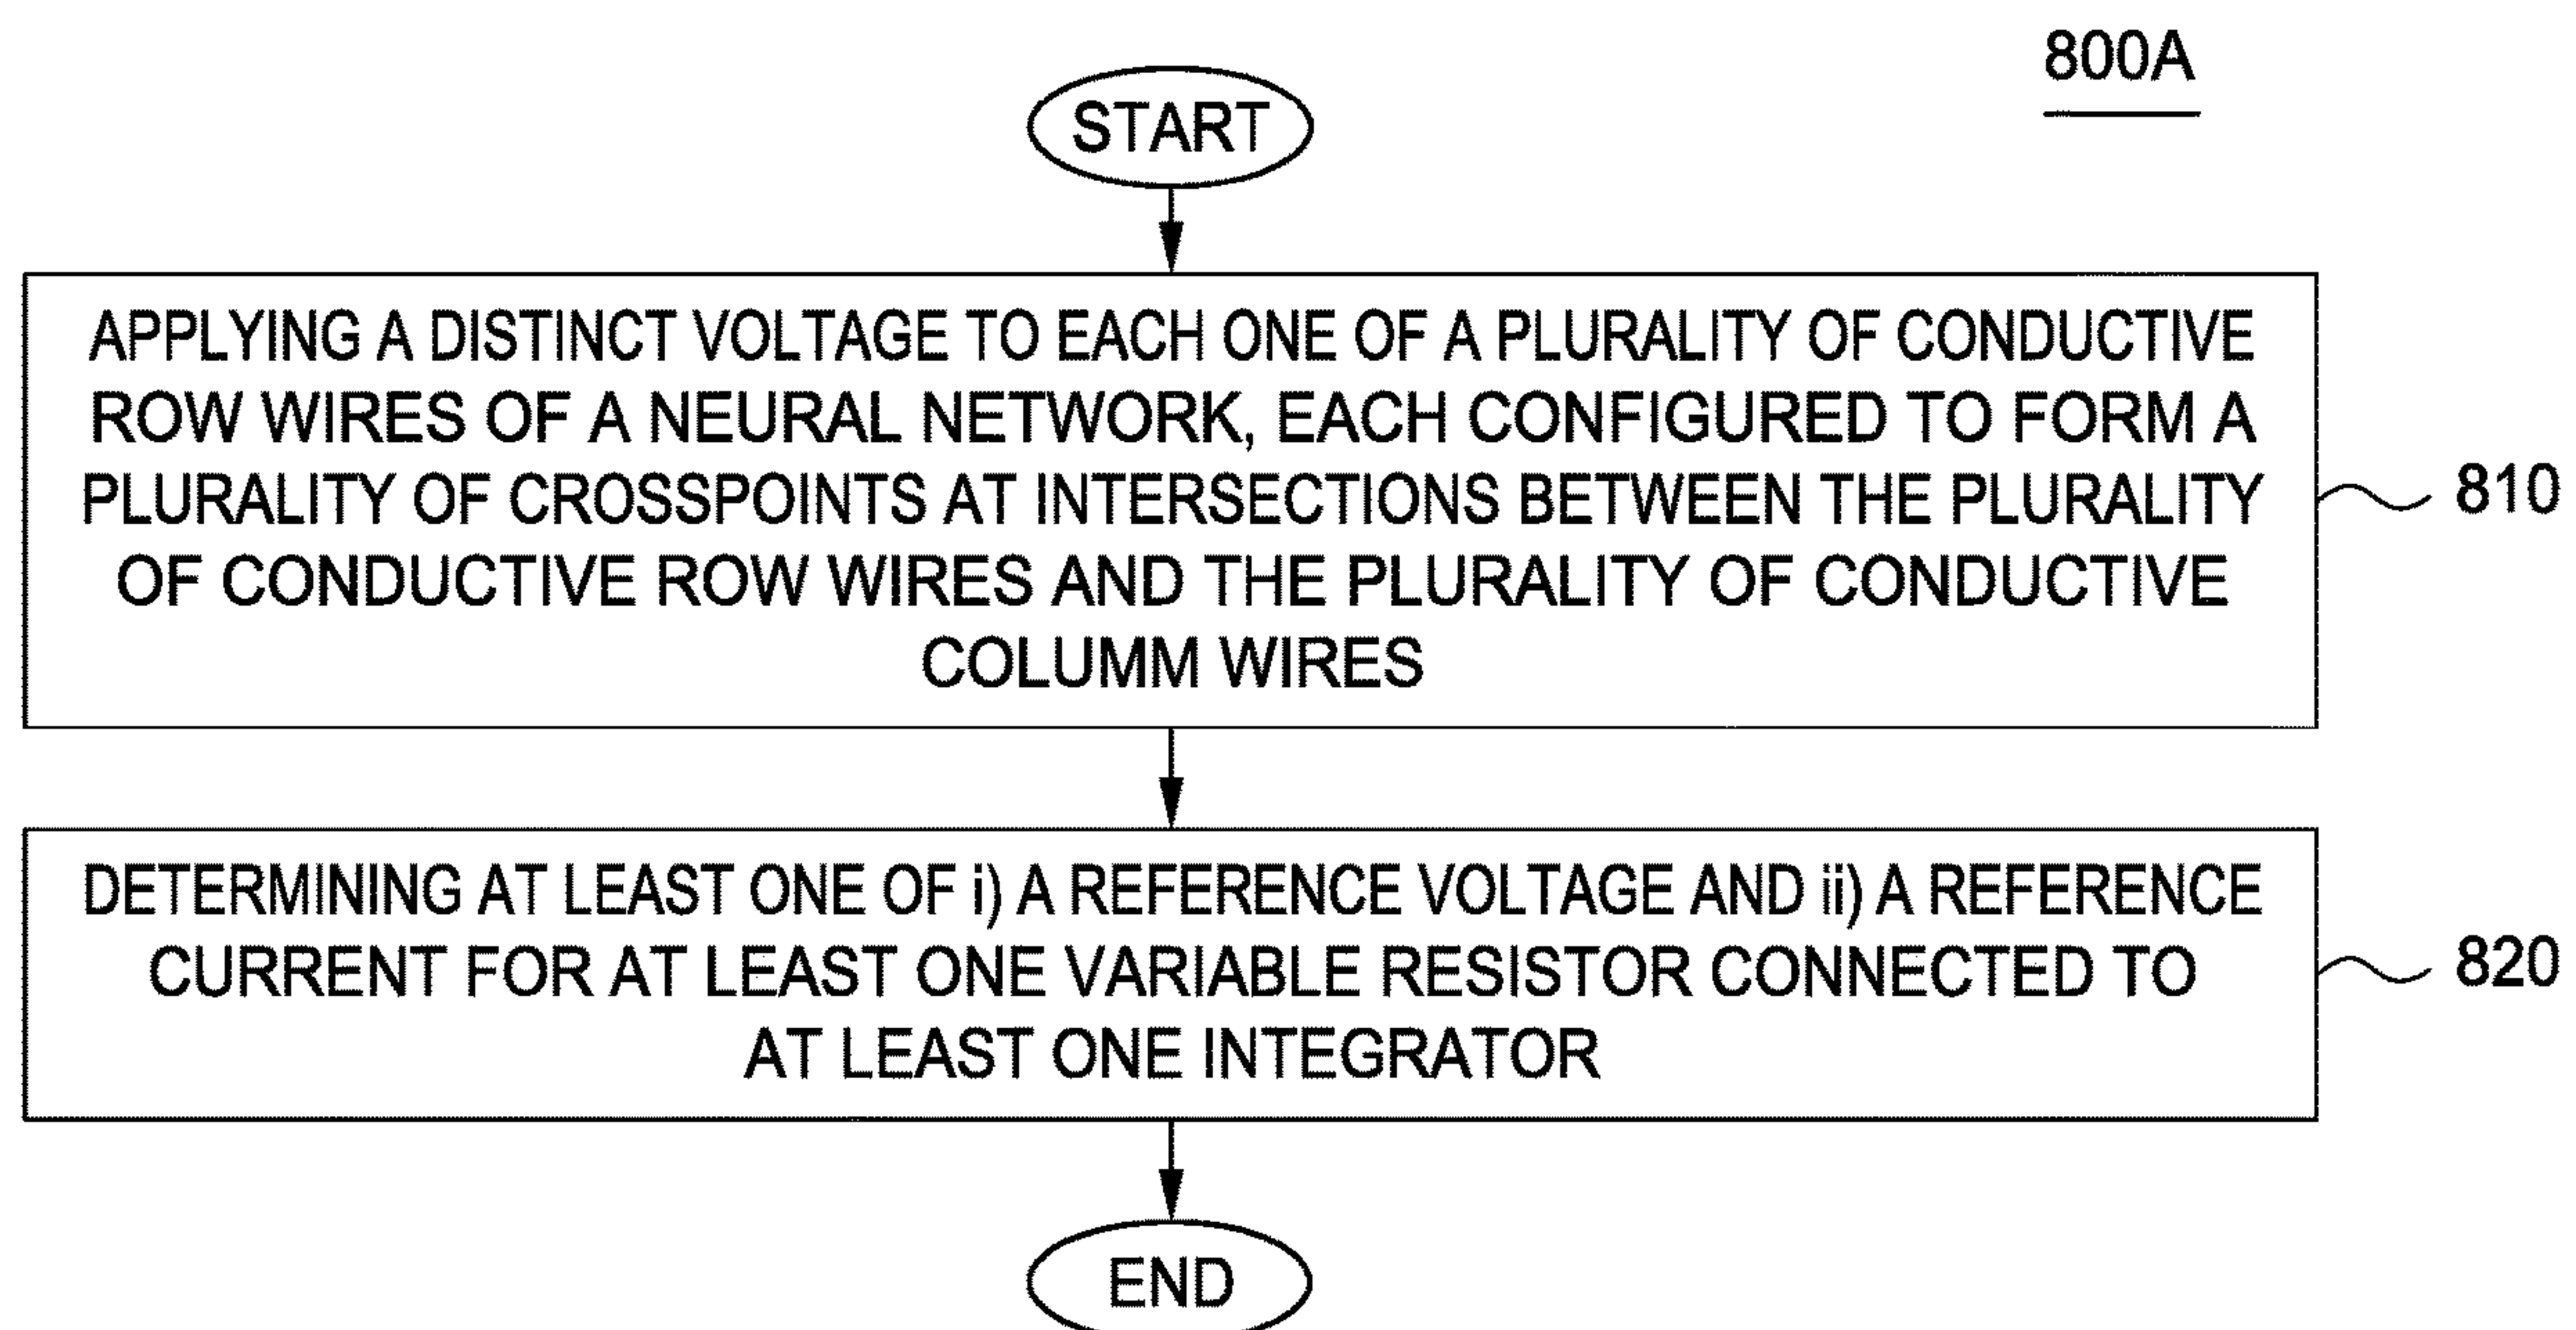 800A
START
APPLYING A DISTINCT VOLTAGE TO EACH ONE OF A PLURALITY OF CONDUCTIVE
ROW WIRES OF A NEURAL NETWORK, EACH CONFIGURED TO FORM A
PLURALITY OF CROSSPOINTS AT INTERSECTIONS BETWEEN THE PLURALITY
OF CONDUCTIVE ROW WIRES AND THE PLURALITY OF CONDUCTIVE
COLUMM WIRES
810
DETERMINING AT LEAST ONE OF i) A REFERENCE VOLTAGE AND ii) A REFERENCE
CURRENT FOR AT LEAST ONE VARIABLE RESISTOR CONNECTED TO
AT LEAST ONE INTEGRATOR
820
END